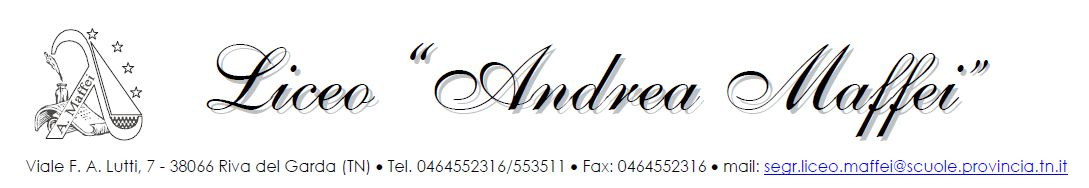 Maffei
Liceo “Andrea Maffei”
Viale F. A. Lutti, 7 - 38066 Riva del Garda (TN) • Tel. 0464552316/553511 • Fax: 0464552316 • mail: segr.liceo.maffei@scuole.provincia.tn.it